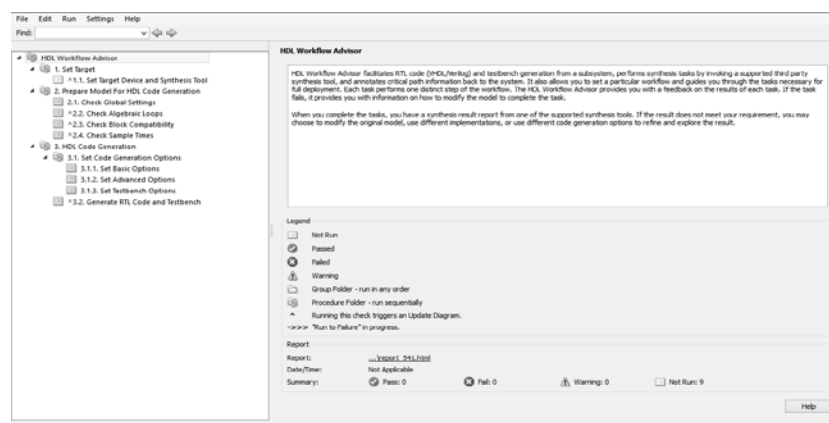 File Edit Run Settings Help
Find:
HDL Workflow Advisor
1. Set Target
^1.1. Set Target Device and Synthesis Tool
2. Prepare Model For HDL Code Generation
2.1. Check Global Settings
^2.2. Check Algebraic Loops
^2.3. Check Block Compatibility
^2.4. Check Sample Times
3. HDL Code Generation
3.1. Set Code Generation Options
3.1.1. Set Basic Options
3.1.2. Set Advanced Options
3.1.3. Set Testbench Options
^3.2. Generate RTL Code and Testbench
HDL Workflow Advisor
HDL Workflow Advisor facilitates RTL code (VHDL/Verilog) and testbench generation from a subsystem, performs synthesis tasks by invoking a supported third party
synthesis tool, and annotates critical path information back to the system. It also allows you to set a particular workflow and guides you through the tasks necessary for
full deployment. Each task performs one distinct step of the workflow. The HDL Workflow Advisor provides you with a feedback on the results of each task. If the task
fails, it provides you with information on how to modify the model to complete the task.
When you complete the tasks, you have a synthesis result report from one of the supported synthesis tools. If the result does not meet your requirement, you may
choose to modify the original model, use different implementations, or use different code generation options to refine and explore the result.
Legend
Not Run
Passed
Failed
Warning
Group Folder - run in any order
Procedure Folder - run sequentially
^ Running this check triggers an Update Diagram.
->>> "Run to Failure" in progress.
Report
Report: ...\report_941.html
Date/Time: Not Applicable
Summary: Pass: 0 Fail: 0 Warning: 0 Not Run: 9
Help